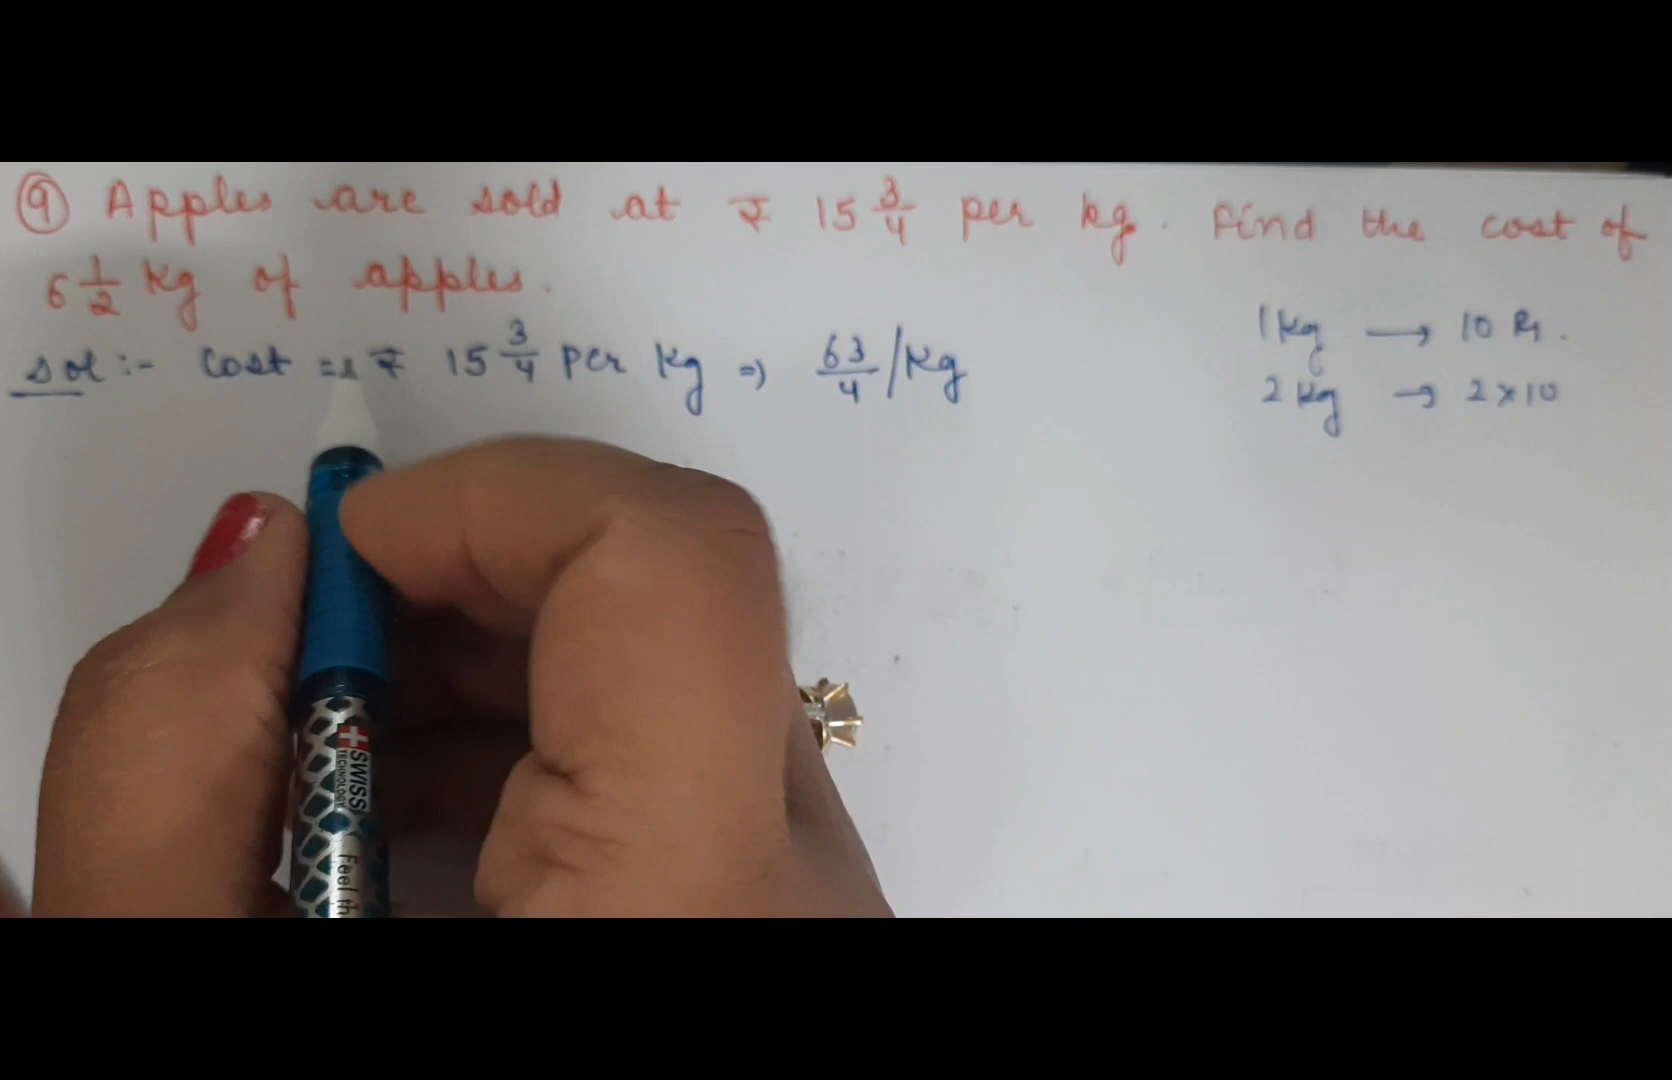 9 Apples are sold at ₹ 15 3/4 per kg. Find the cost of
6 1/2 kg of apples.
sol :- Cost = ₹ 15 3/4 per kg => 63/4 /kg
1 kg → 10 Rs.
2 kg → 2 x 10
SWISS
TECHNOLOGY
Feel th